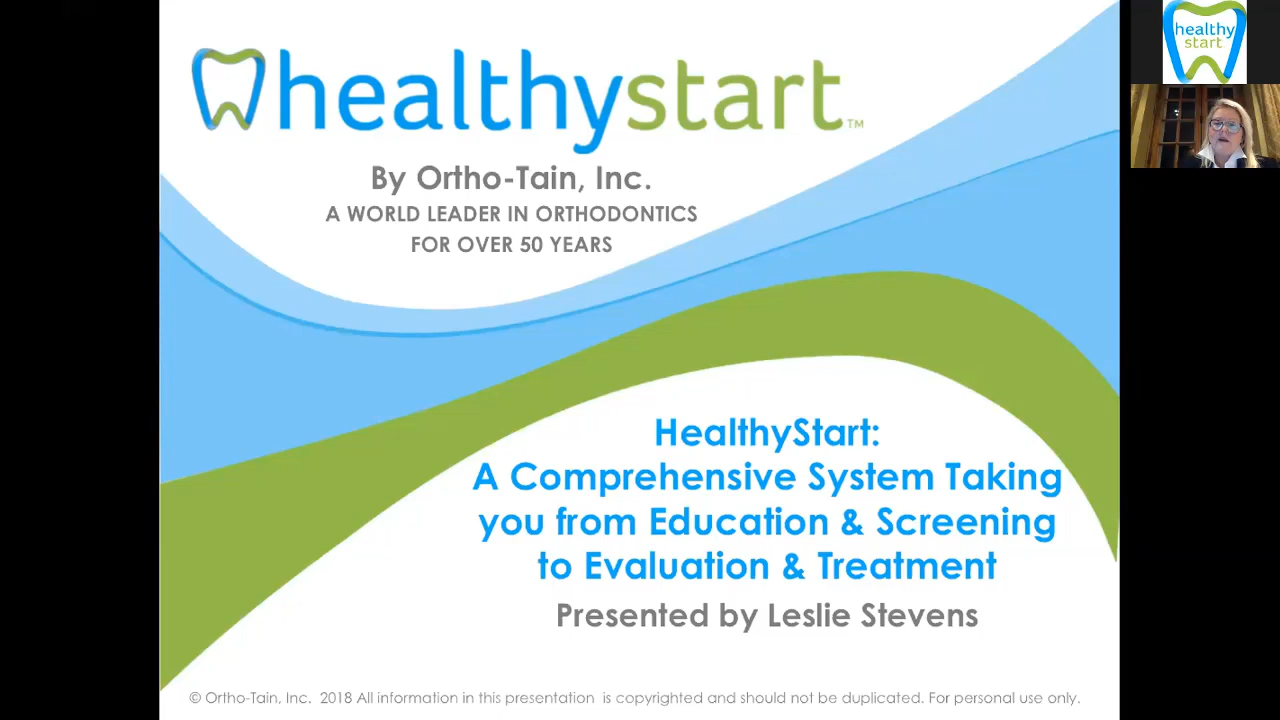 healthystart™
By Ortho-Tain, Inc.
A WORLD LEADER IN ORTHODONTICS
FOR OVER 50 YEARS
HealthyStart:
A Comprehensive System Taking
you from Education & Screening
to Evaluation & Treatment
Presented by Leslie Stevens
© Ortho-Tain, Inc. 2018 All information in this presentation is copyrighted and should not be duplicated. For personal use only.
healthy
start